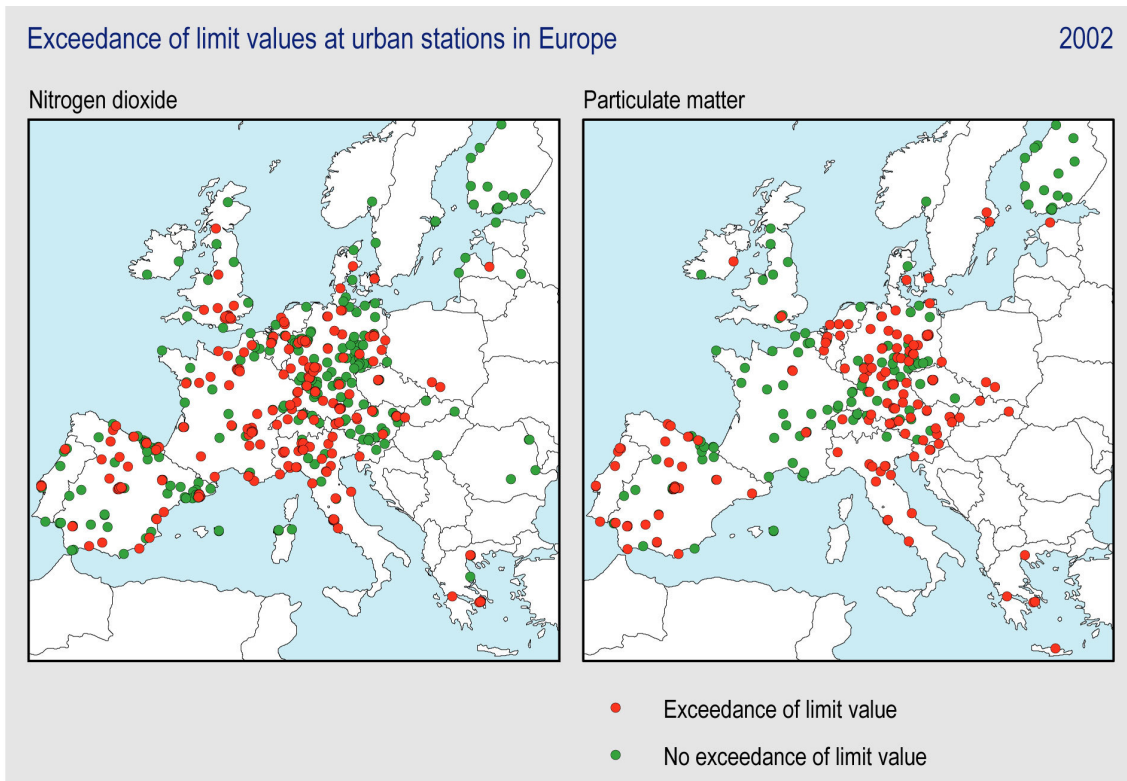 Exceedance of limit values at urban stations in Europe 2002
Nitrogen dioxide
Particulate matter
Exceedance of limit value
No exceedance of limit value